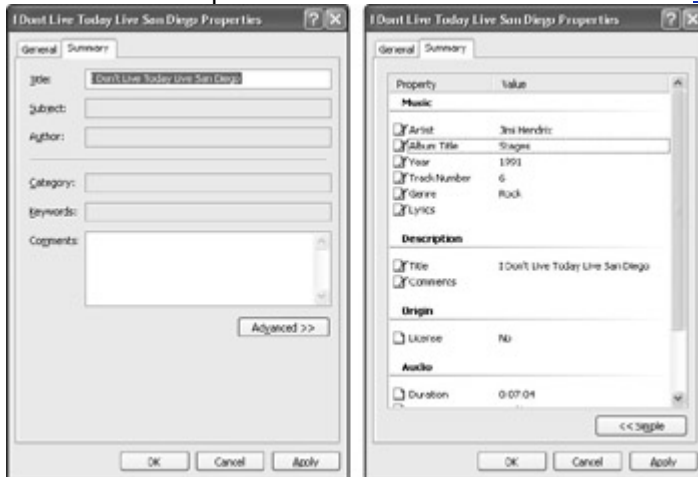 I Dont Live Today Live San Diego Properties
General
Summary
Title:
I Don't Live Today Live San Diego
Subject:
Author:
Category:
Keywords:
Comments:
Advanced >>
OK
Cancel
Apply
I Dont Live Today Live San Diego Properties
General
Summary
Property
Value
Music
Artist
Jimi Hendrix
Album Title
Stages
Year
1991
Track Number
6
Genre
Rock
Lyrics
Description
Title
I Don't Live Today Live San Diego
Comments
Origin
License
No
Audio
Duration
0:07:04
<< Simple
OK
Cancel
Apply